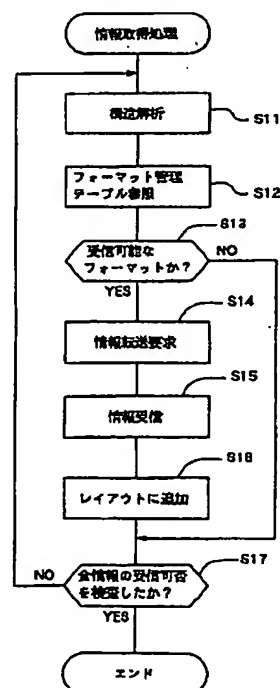 情報取得処理
構造解析
S11
フォーマット管理
テーブル参照
S12
S13
受信可能な
フォーマットか?
NO
YES
S14
情報転送要求
S15
情報受信
S16
レイアウトに追加
S17
NO
全情報の受信可否
を検査したか?
YES
エンド